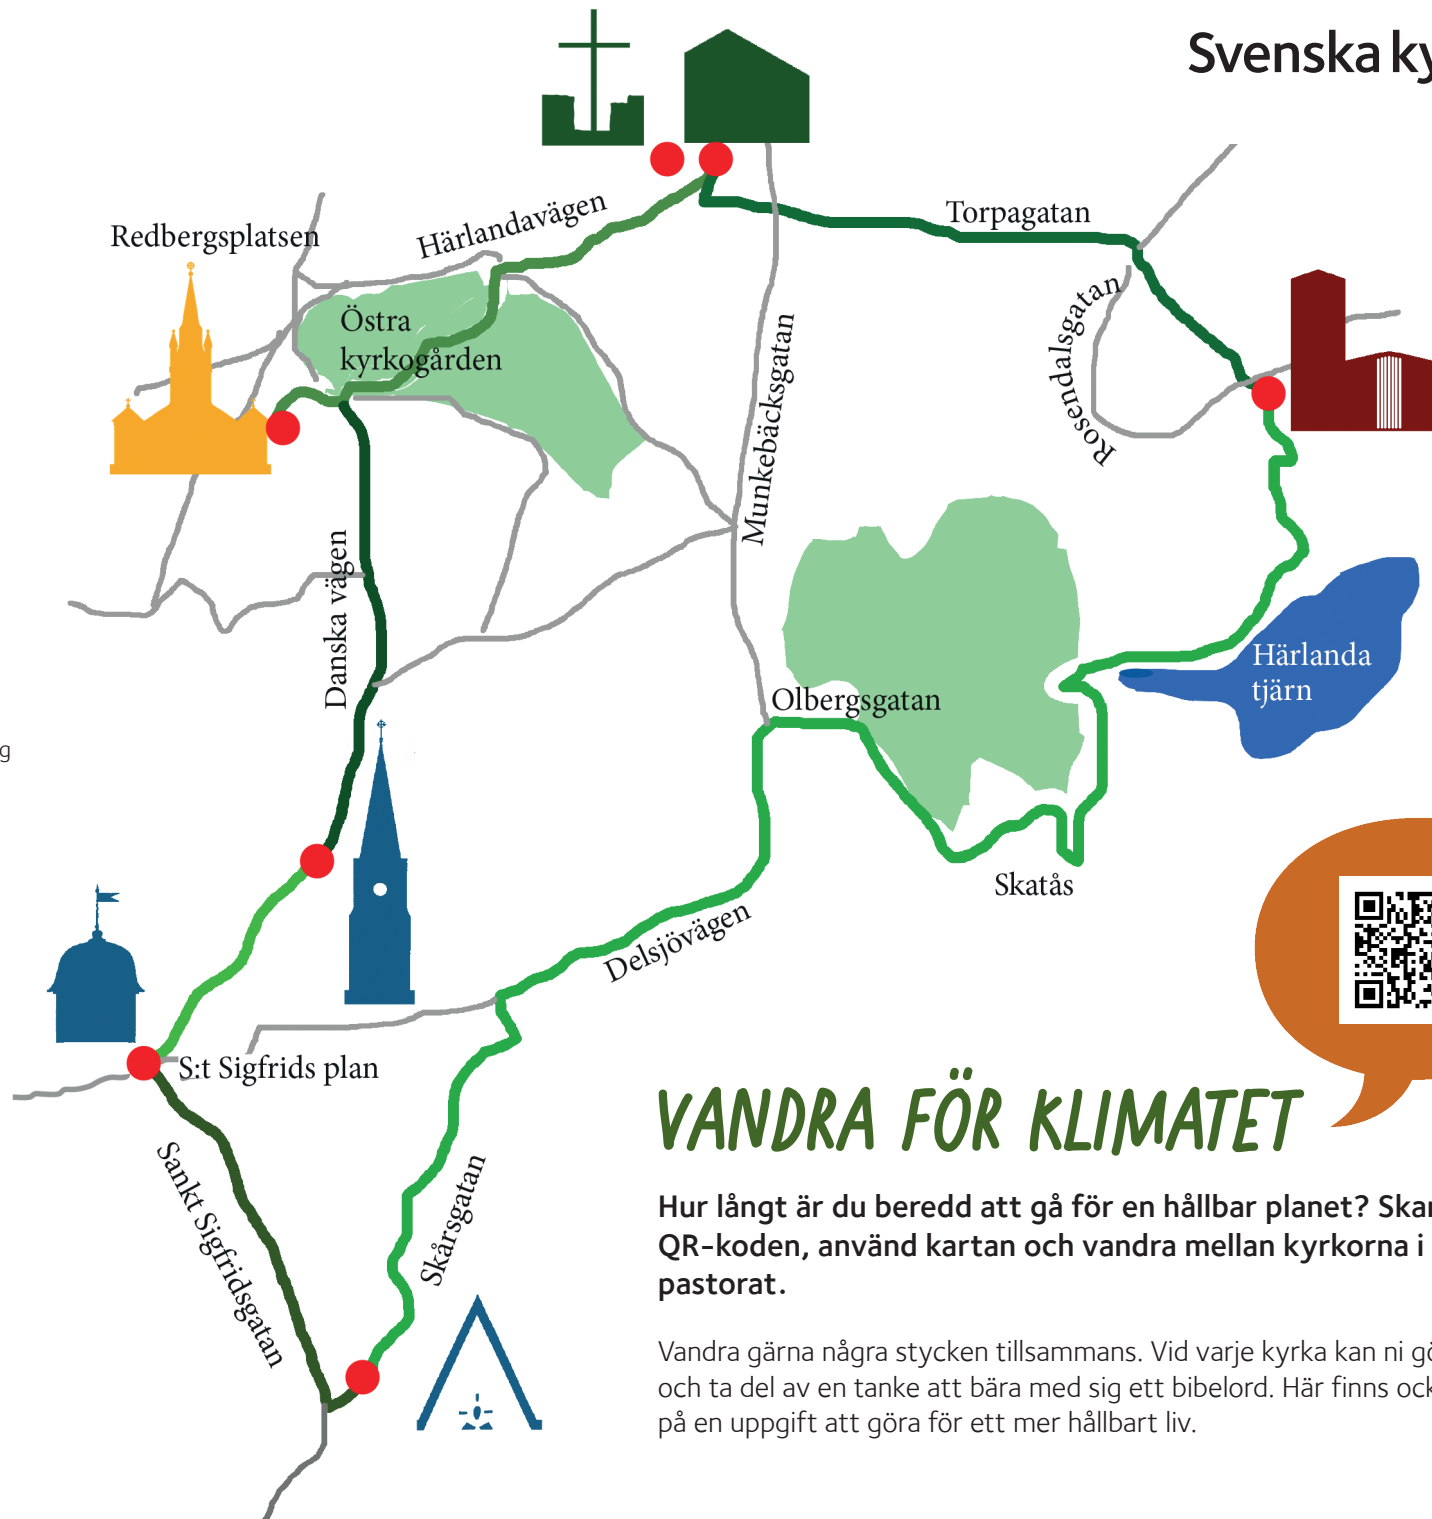 Svenska ky
Redbergsplatsen
Härlandavägen
Torpagatan
Östra
kyrkogården
Rosendalsgatan
Munkebäcksgatan
Danska vägen
Härlanda
tjärn
Olbergsgatan
g
Skatås
Delsjövägen
S:t Sigfrids plan
Sankt Sigfridsgatan
Skårsgatan
VANDRA FÖR KLIMATET
Hur långt är du beredd att gå för en hållbar planet? Skan
QR-koden, använd kartan och vandra mellan kyrkorna i
pastorat.
Vandra gärna några stycken tillsammans. Vid varje kyrka kan ni gö
och ta del av en tanke att bära med sig ett bibelord. Här finns ock
på en uppgift att göra för ett mer hållbart liv.